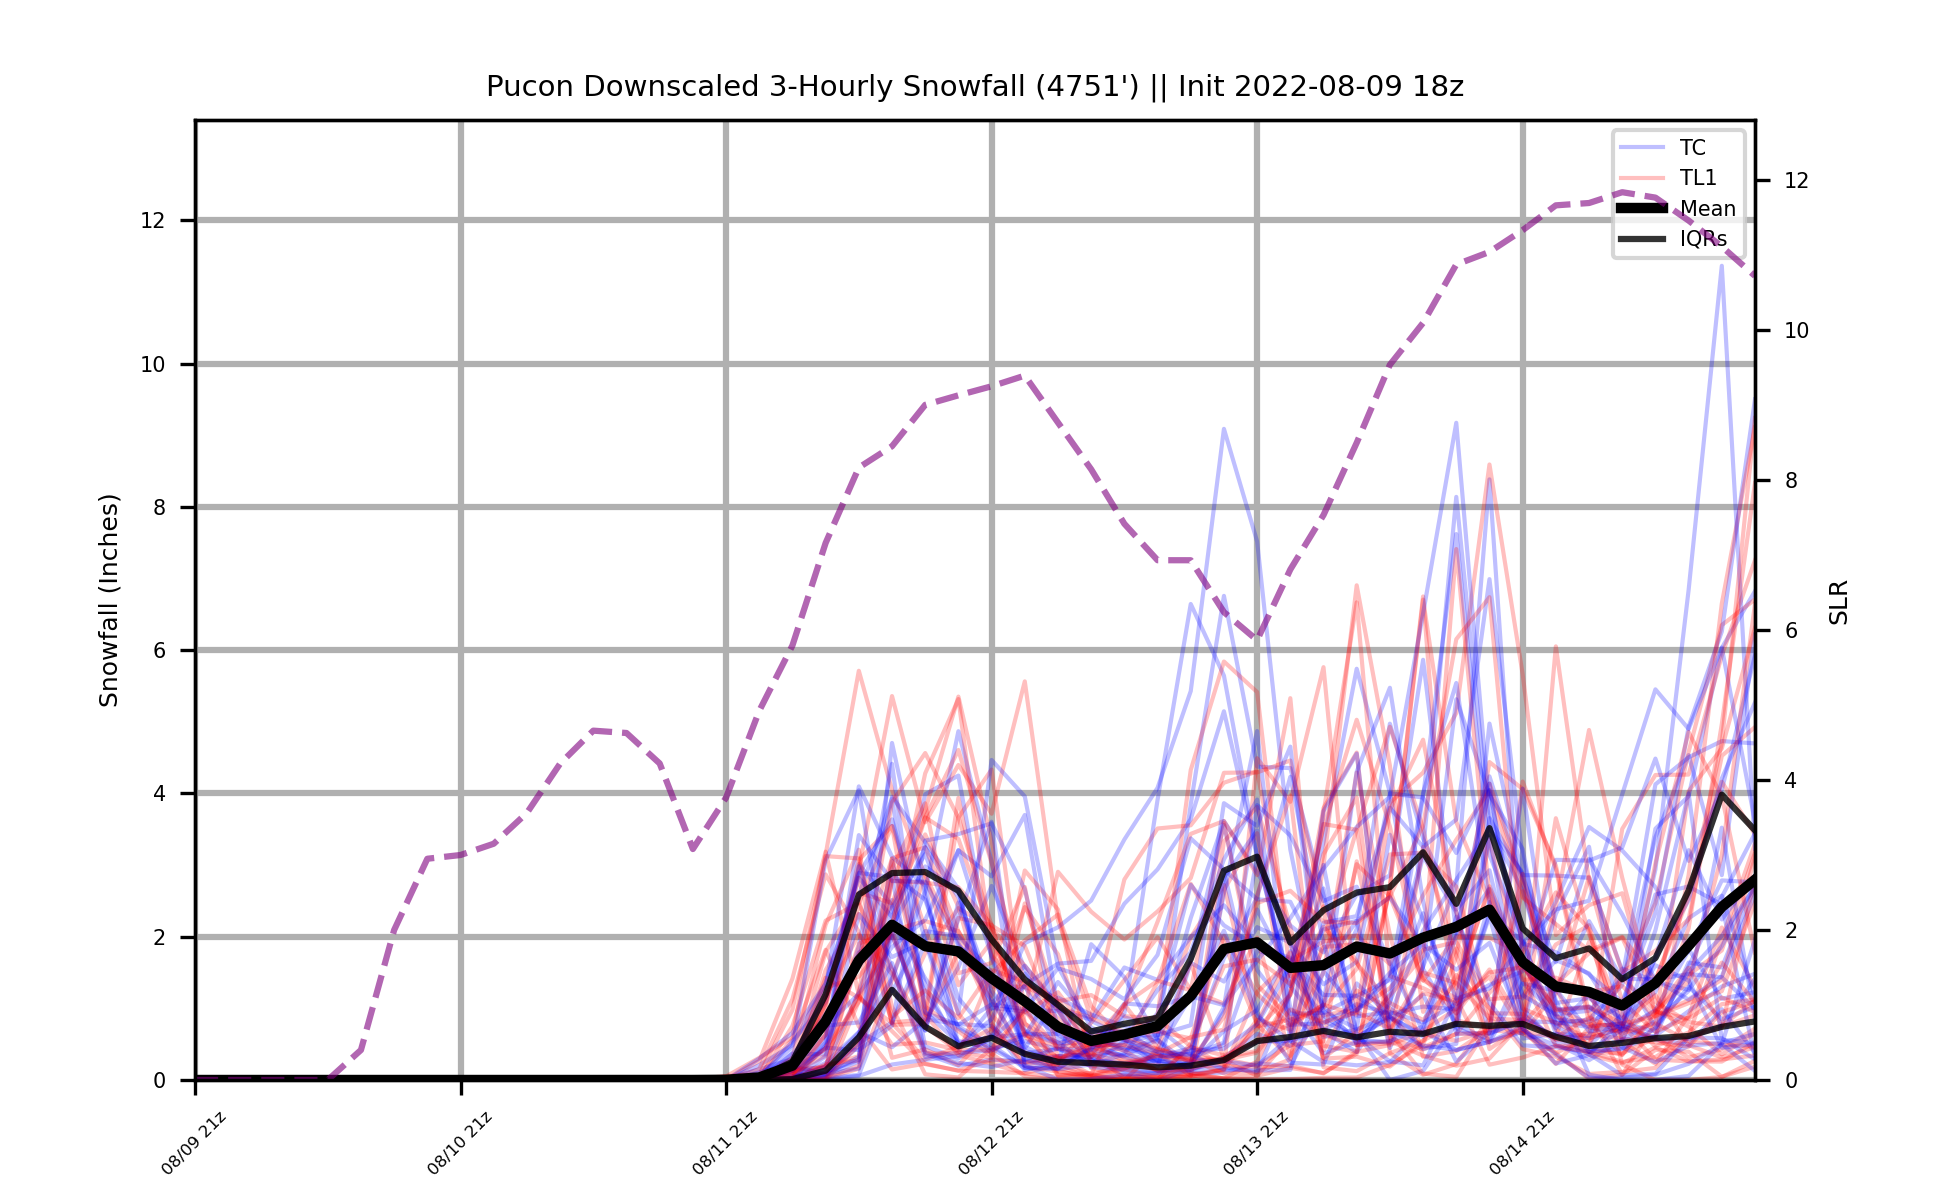 Pucon Downscaled 3-Hourly Snowfall (4751') || Init 2022-08-09 18z
TC
TL1
Mean
IQRs
12
10
8
6
4
2
0
Snowfall (Inches)
12
10
8
6
4
2
0
SLR
08/09 21z
08/10 21z
08/11 21z
08/12 21z
08/13 21z
08/14 21z